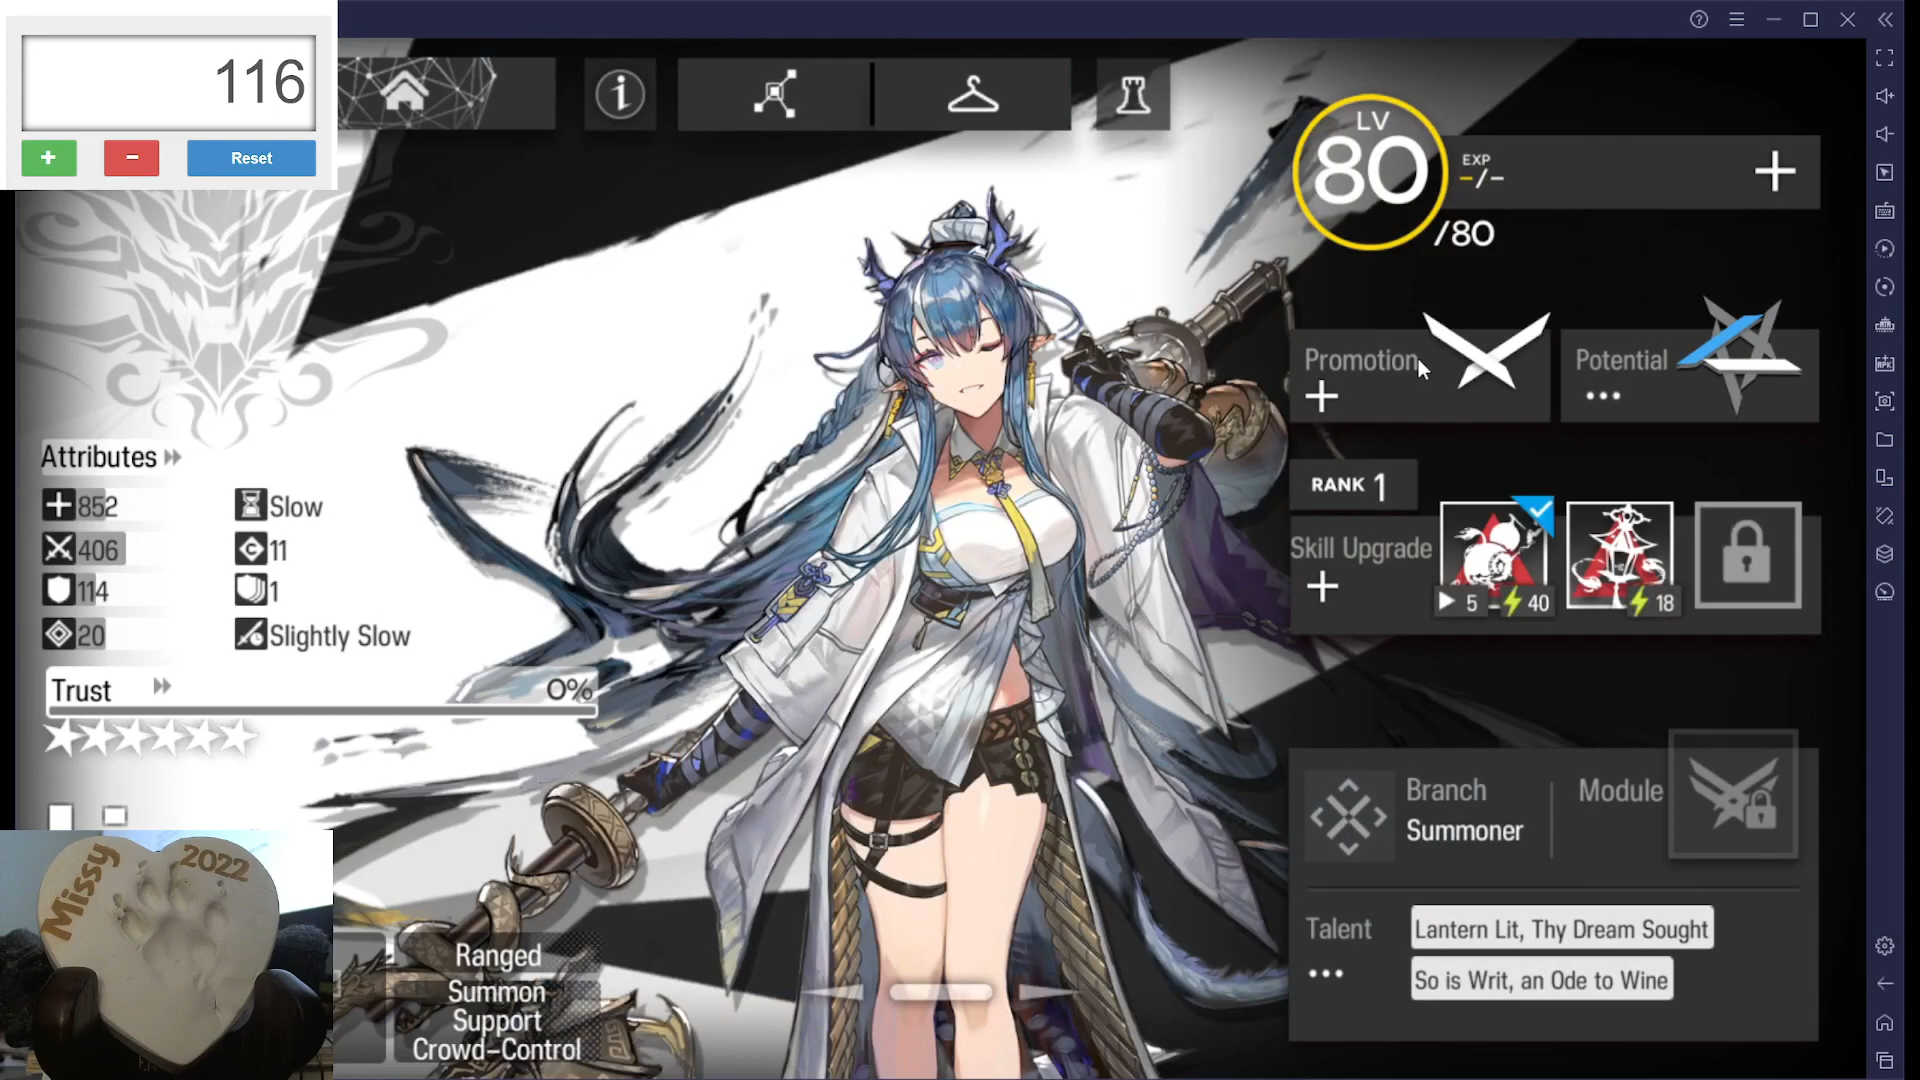 116
+
−
Reset
i
LV
80
/80
EXP
-/-
+
Promotion
+
Potential
...
RANK 1
Skill Upgrade
+
5
40
18
Attributes
852
Slow
406
C
11
114
1
20
Slightly Slow
Trust
0%
Branch
Summoner
Module
Talent
...
Lantern Lit, Thy Dream Sought
So is Writ, an Ode to Wine
Ranged
Summon
Support
Crowd-Control
Missy
2022